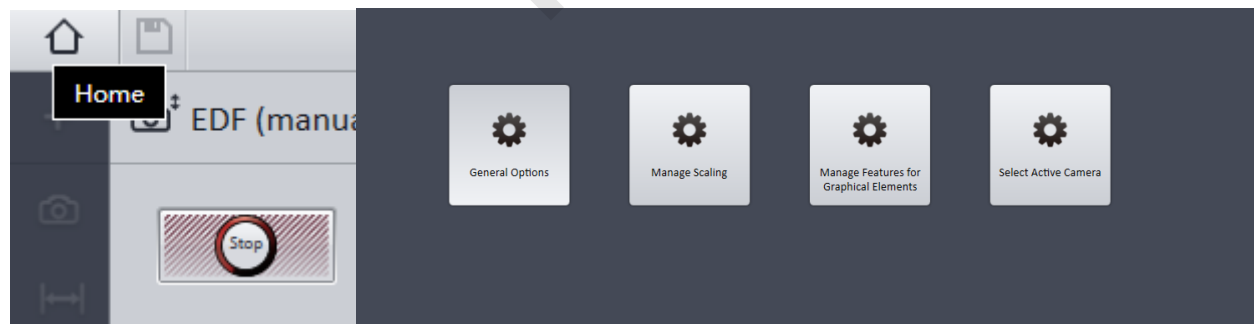 Home
EDF (manua
Stop
General Options
Manage Scaling
Manage Features for
Graphical Elements
Select Active Camera